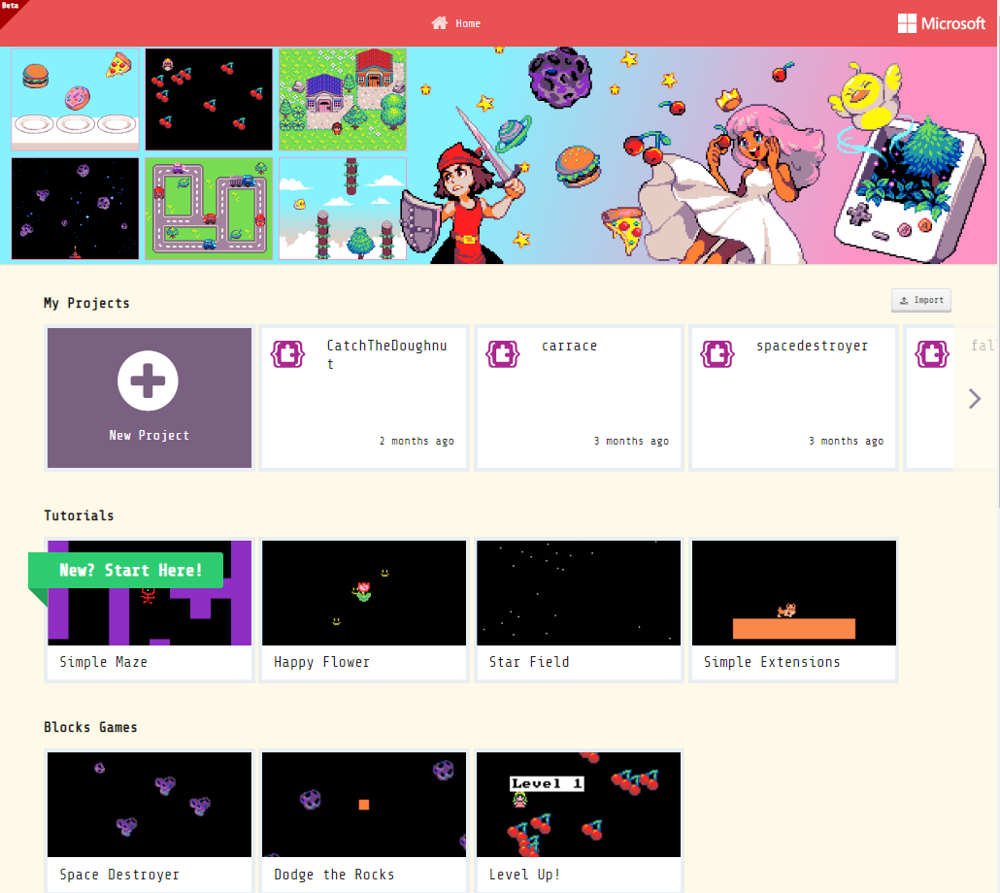 Beta
Home
Microsoft
My Projects
Import
New Project
CatchTheDoughnu
t
2 months ago
carrace
3 months ago
spacedestroyer
3 months ago
fal
Tutorials
New? Start Here!
Simple Maze
Happy Flower
Star Field
Simple Extensions
Blocks Games
Level 1
Space Destroyer
Dodge the Rocks
Level Up!